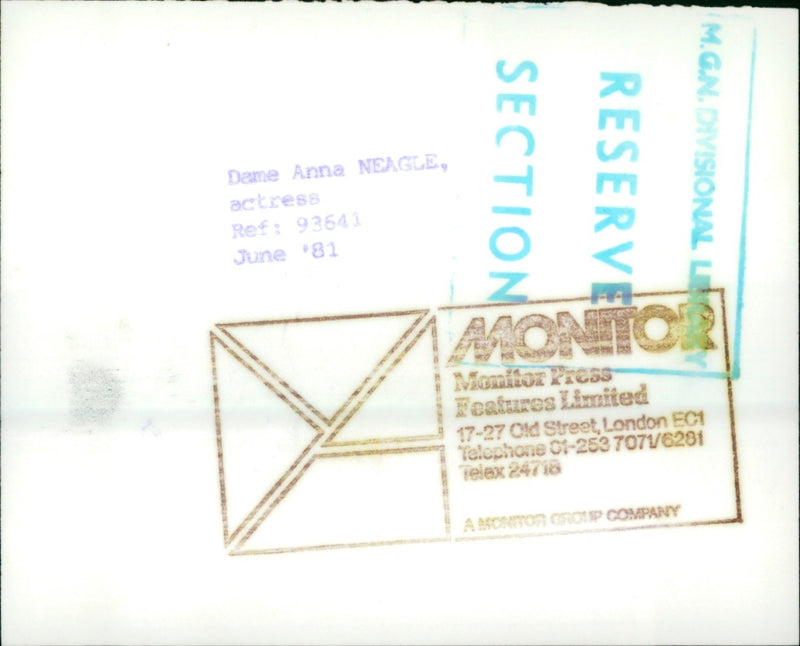 Dame Anna NEAGLE,
actress
Ref: 93641
June '81
M.G.N. DIVISIONAL LIBRARY
RESERVE
SECTION
MONITOR
Monitor Press
Features Limited
17-27 Old Street, London EC1
Telephone 01-253 7071/6281
Telex 24718
A MONITOR GROUP COMPANY